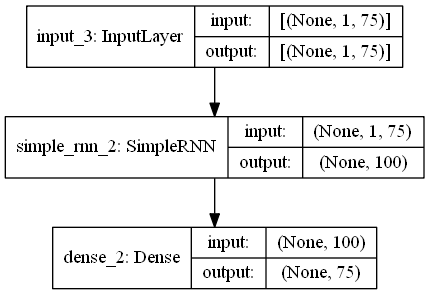 input_3: InputLayer
input:
[(None, 1, 75)]
output:
[(None, 1, 75)]
simple_rnn_2: SimpleRNN
input:
(None, 1, 75)
output:
(None, 100)
dense_2: Dense
input:
(None, 100)
output:
(None, 75)